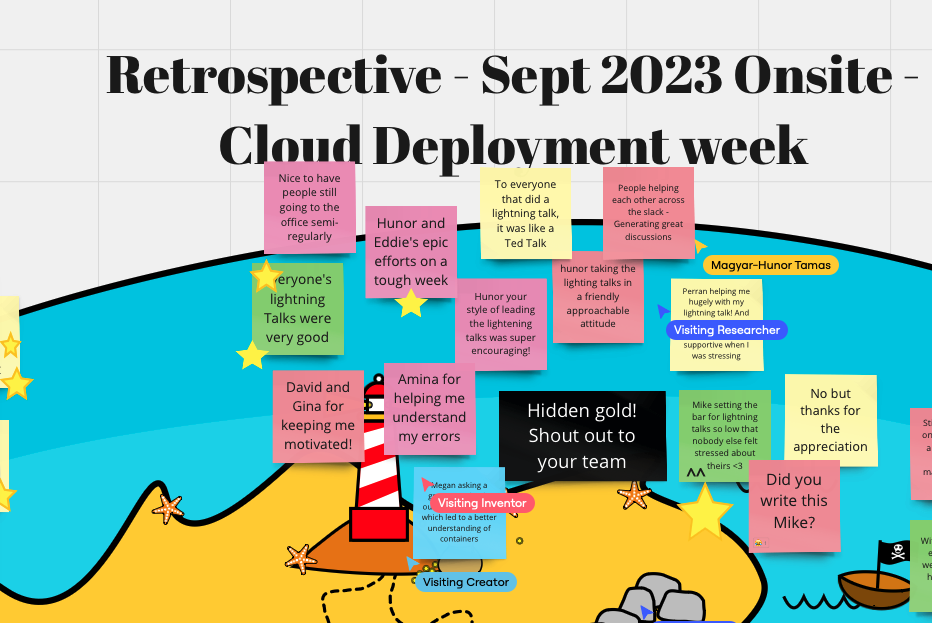 Retrospective - Sept 2023 Onsite -
Cloud Deployment week
Nice to have
people still
going to the
office semi-
regularly
Hunor and
Eddie's epic
efforts on a
tough week
To everyone
that did a
lightning talk,
it was like a
Ted Talk
People helping
each other across
the slack -
Generating great
discussions
Magyar-Hunor Tamas
eryone's
lightning
Talks were
very good
Hunor your
style of leading
the lightening
talks was super
encouraging!
hunor taking the
lighting talks in
a friendly
approachable
attitude
Perran helping me
hugely with my
lightning talk! And
Visiting Researcher
supportive when I
was stressing
David and
Gina for
keeping me
motivated!
Amina for
helping me
understand
my errors
Hidden gold!
Shout out to
your team
Mike setting the
bar for lightning
talks so low that
nobody else felt
stressed about
theirs <3
^^
No but
thanks for
the
appreciation
Did you
write this
Mike?
Megan asking a
Visiting Inventor
which led to a better
understanding of
containers
Visiting Creator